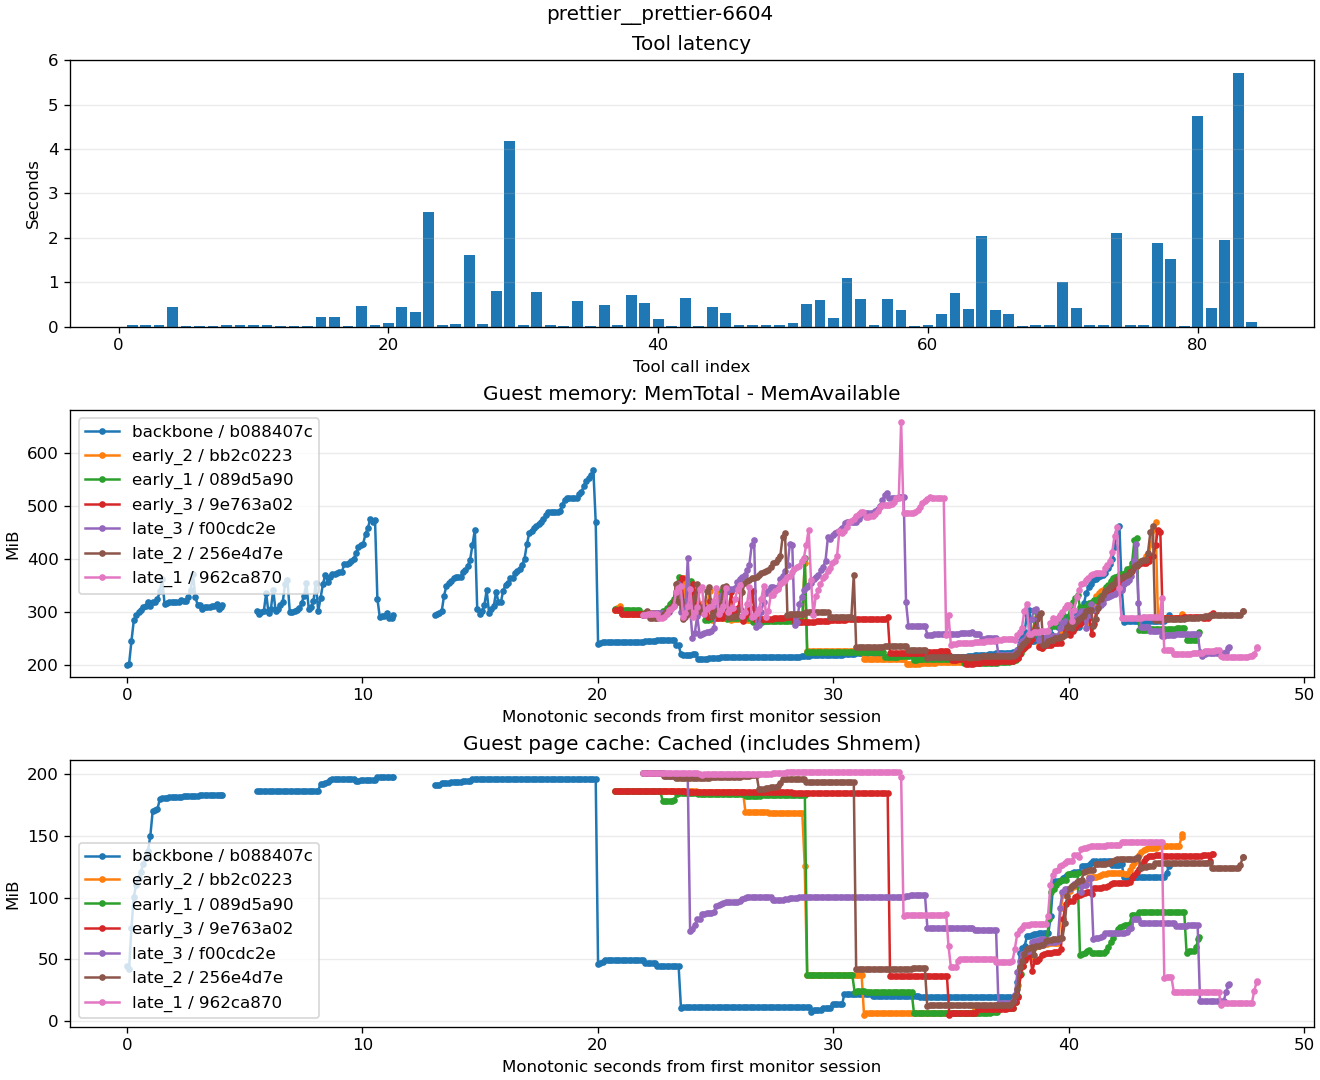 prettier__prettier-6604
Tool latency
Seconds
6
5
4
3
2
1
0
0 20 40 60 80
Tool call index
Guest memory: MemTotal - MemAvailable
MiB
600
500
400
300
200
backbone / b088407c
early_2 / bb2c0223
early_1 / 089d5a90
early_3 / 9e763a02
late_3 / f00cdc2e
late_2 / 256e4d7e
late_1 / 962ca870
0 10 20 30 40 50
Monotonic seconds from first monitor session
Guest page cache: Cached (includes Shmem)
MiB
200
150
100
50
0
backbone / b088407c
early_2 / bb2c0223
early_1 / 089d5a90
early_3 / 9e763a02
late_3 / f00cdc2e
late_2 / 256e4d7e
late_1 / 962ca870
0 10 20 30 40 50
Monotonic seconds from first monitor session